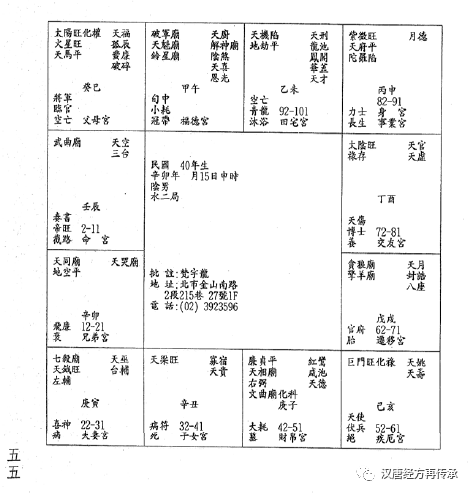 太陽旺化權 天福
火星旺 孤辰
天馬平 蜚廉
破碎
癸巳
將軍
臨官
空亡 父母宮
破軍廟 天廚
天魁廟 解神廟
鈴星廟 陰煞
天喜
恩光
甲午
旬中
小耗
冠帶 福德宮
天機陷 天刑
地劫平 龍池
鳳閣
華蓋
天才
乙未
空亡
青龍 92-101
沐浴 田宅宮
紫微旺 月德
天府平
陀羅陷
丙申
82-91
力士 身 宮
長生 事業宮
武曲廟 天空
三台
壬辰
奏書
帝旺 2-11
截路 命 宮
民國 40年生
辛卯年 月15日申時
陰男
水二局
批 註:梵宇龍
地 址:北市金山南路
2段215巷 27號1F
電 話:(02) 3923596
太陰旺 天官
祿存 天虛
丁酉
天傷
博士 72-81
養 交友宮
天同廟 天哭廟
地空平
辛卯
飛廉 12-21
衰 兄弟宮
貪狼廟 天月
擎羊廟 封誥
八座
戊戌
官府 62-71
胎 遷移宮
七殺廟 天巫
天鉞旺 台輔
左輔
庚寅
喜神 22-31
病 夫妻宮
天梁旺 寡宿
天貴
辛丑
病符 32-41
死 子女宮
廉貞平 紅鸞
天相廟 咸池
右弼 天德
文曲廟化科
庚子
大耗 42-51
墓 財帛宮
巨門旺化祿 天姚
天壽
己亥
天使
伏兵 52-61
絕 疾厄宮
五五
汉唐经方再传承